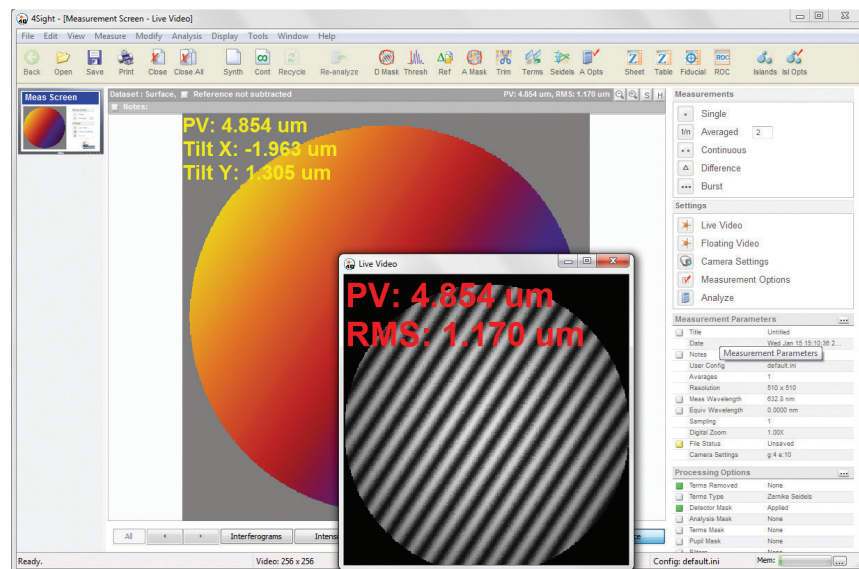 4Sight - [Measurement Screen - Live Video]
File Edit View Measure Modify Analysis Display Tools Window Help
Back Open Save Print Close Close All Synth Cont Recycle Re-analyze D Mask Thresh Ref A Mask Trim Terms Seidels A Opts Sheet Table Fiducial ROC Islands Isl Opts
Meas Screen
Dataset : Surface, Reference not subtracted PV: 4.854 um, RMS: 1.170 um S H
Notes:
PV: 4.854 um
Tilt X: -1.963 um
Tilt Y: 1.305 um
Live Video
PV: 4.854 um
RMS: 1.170 um
All Interferograms
Measurements
Single
1/n Averaged 2
Continuous
Difference
Burst
Settings
Live Video
Floating Video
Camera Settings
Measurement Options
Analyze
Measurement Parameters ...
Title Untitled
Date Wed Jan 15 15:10:36 2...
Notes Measurement Parameters
User Config default.ini
Averages 1
Resolution 510 x 510
Meas Wavelength 632.8 nm
Equiv Wavelength 0.0000 nm
Sampling 1
Digital Zoom 1.00X
File Status Unsaved
Camera Settings g:4 e:10
Processing Options ...
Terms Removed None
Terms Type Zernike Seidels
Detector Mask Applied
Analysis Mask None
Terms Mask None
Pupil Mask None
Ready. Video: 256 x 256 Config: default.ini Mem: ...